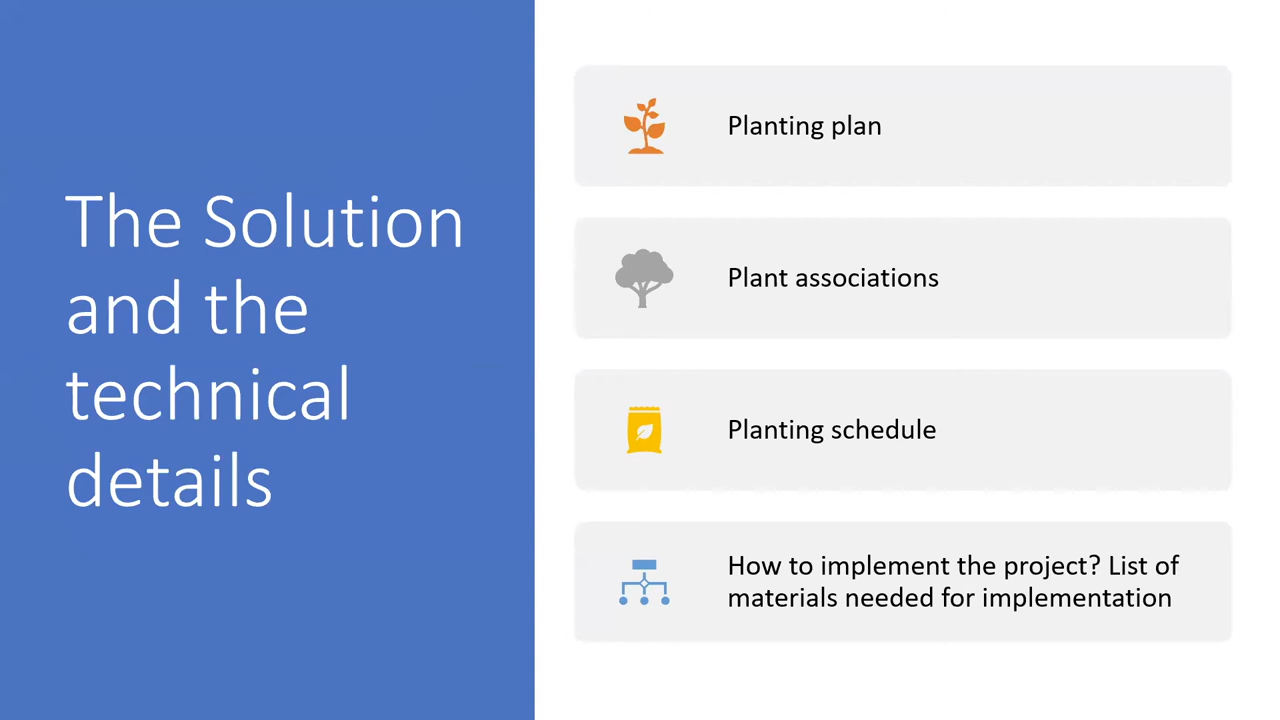 The Solution
and the
technical
details
Planting plan
Plant associations
Planting schedule
How to implement the project? List of
materials needed for implementation